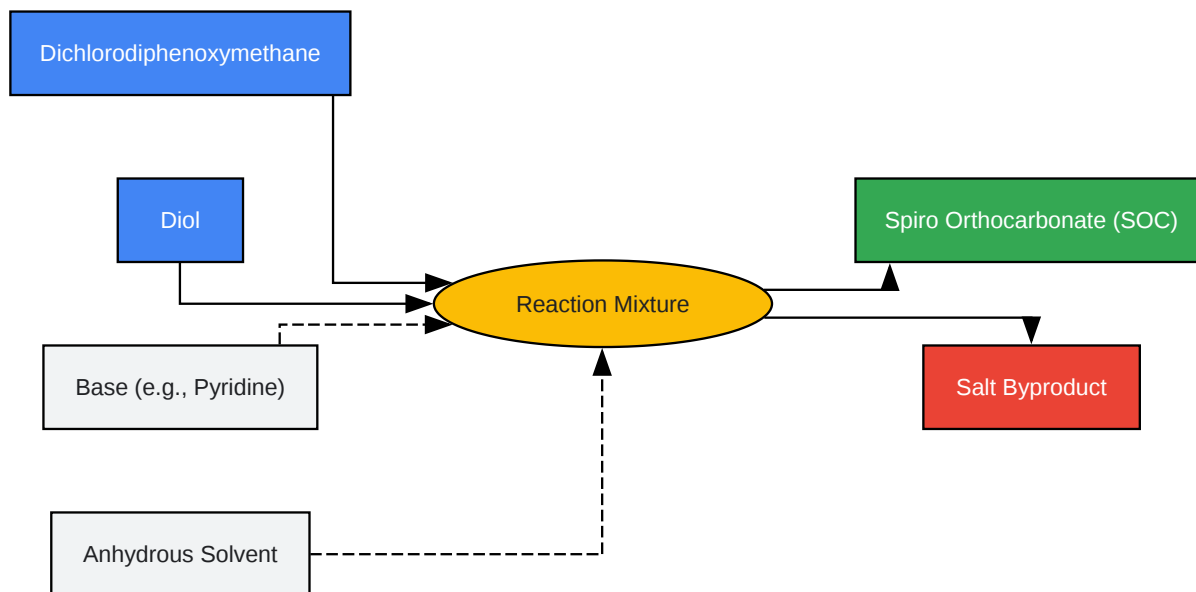 Dichlorodiphenoxymethane
Diol
Spiro Orthocarbonate (SOC)
Reaction Mixture
Base (e.g., Pyridine)
Salt Byproduct
Anhydrous Solvent